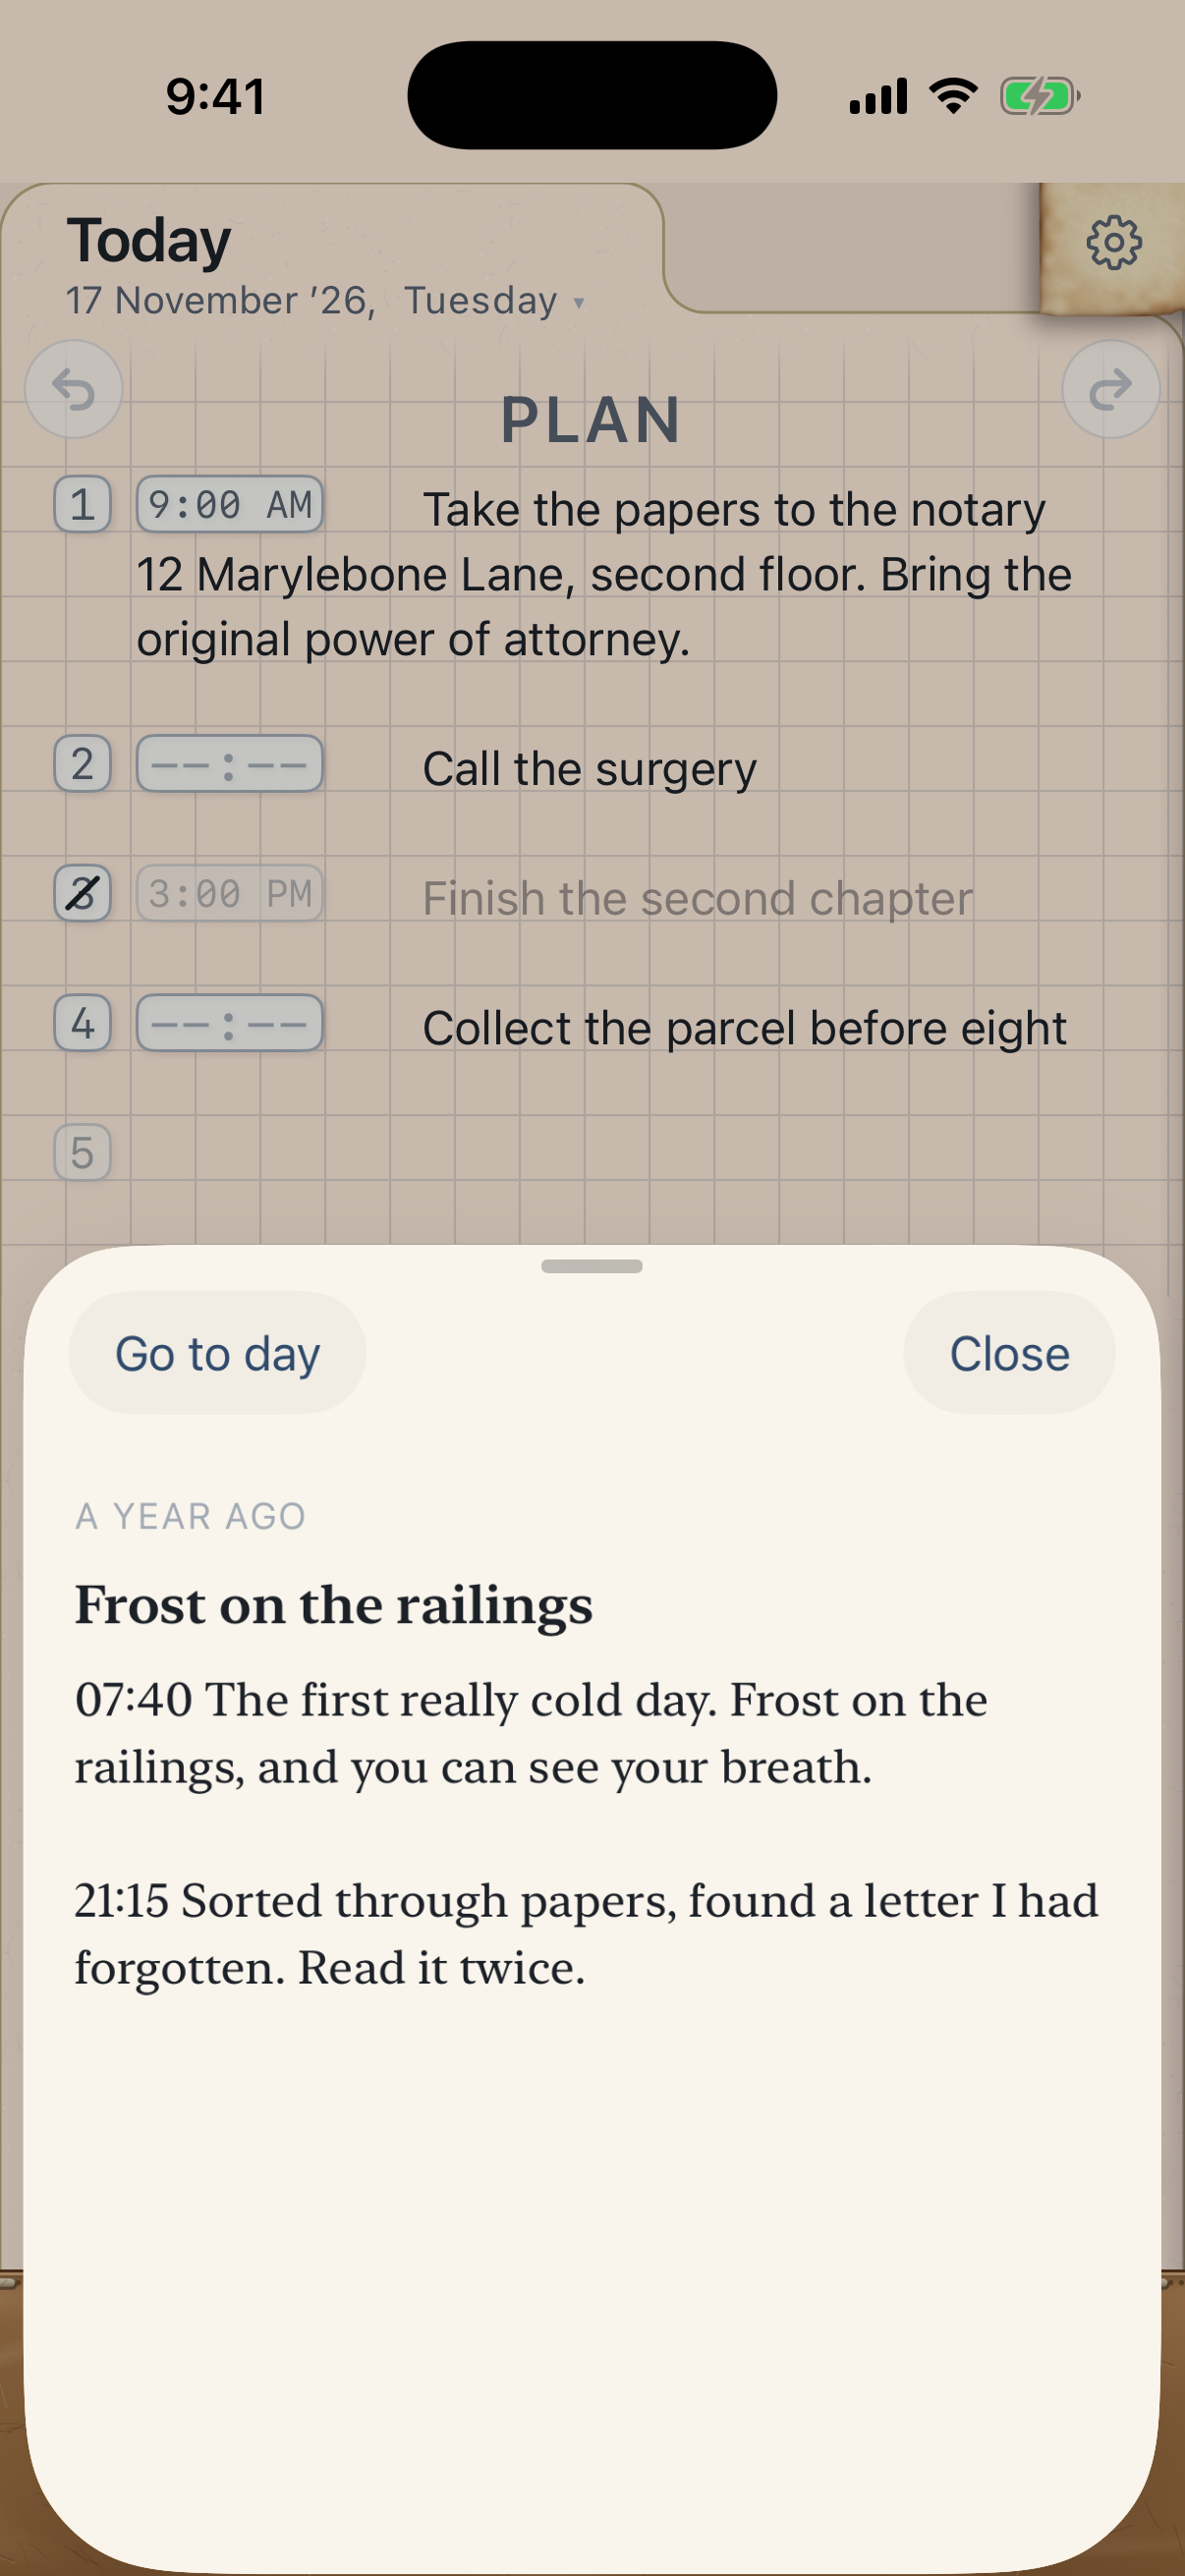 9:41
Today
17 November ’26, Tuesday ▾
PLAN
1 9:00 AM Take the papers to the notary
12 Marylebone Lane, second floor. Bring the
original power of attorney.
2 --:-- Call the surgery
3 3:00 PM Finish the second chapter
4 --:-- Collect the parcel before eight
5
Go to day
Close
A YEAR AGO
Frost on the railings
07:40 The first really cold day. Frost on the
railings, and you can see your breath.
21:15 Sorted through papers, found a letter I had
forgotten. Read it twice.